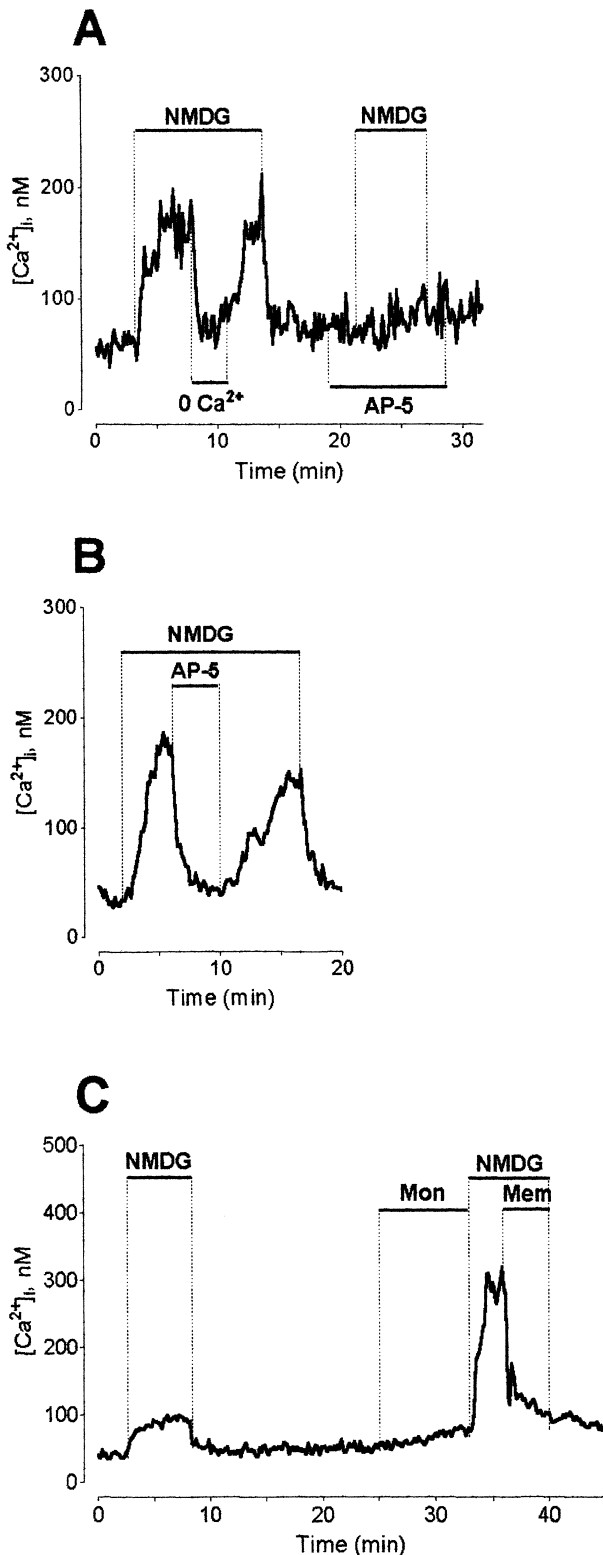 A
300
NMDG
NMDG
200
[Ca²⁺]i, nM
100
0
0 Ca²⁺
AP-5
0
10
20
30
Time (min)
B
300
NMDG
AP-5
200
[Ca²⁺]i, nM
100
0
0
10
20
Time (min)
C
500
NMDG
NMDG
400
Mon
Mem
300
[Ca²⁺]i, nM
200
100
0
0
10
20
30
40
Time (min)